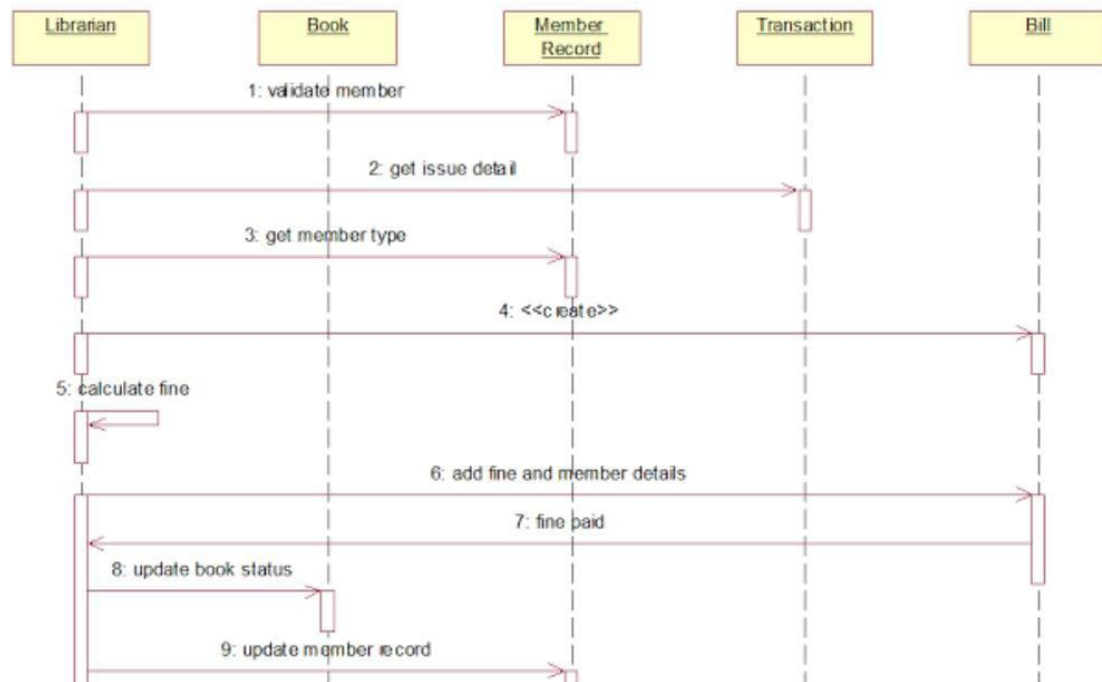 Librarian
Book
Member
Record
Transaction
Bill
1: validate member
2: get issue detail
3: get member type
4: <<create>>
5: calculate fine
6: add fine and member details
7: fine paid
8: update book status
9: update member record